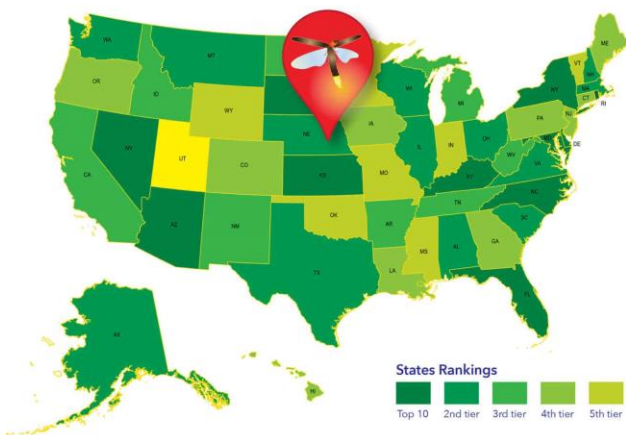 WA
MT
ME
OR
ID
WY
WI
MI
VT
NH
NY
MA
CT
RI
NV
UT
CO
NE
IA
IL
IN
OH
PA
NJ
DE
CA
KS
MO
KY
WV
VA
AZ
NM
OK
AR
TN
NC
SC
TX
LA
MS
AL
GA
FL
AK
HI
States Rankings
Top 10
2nd tier
3rd tier
4th tier
5th tier